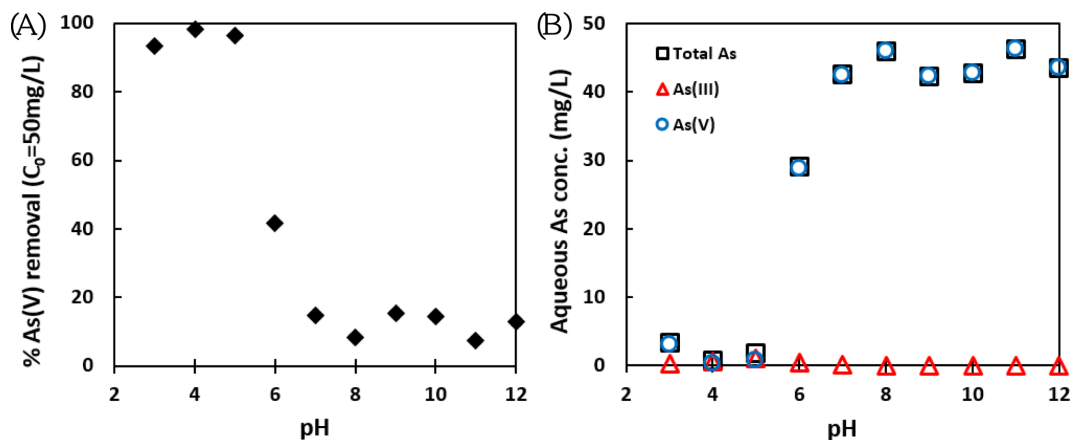 (A)
% As(V) removal (C₀=50mg/L)
100
80
60
40
20
0
2 4 6 8 10 12
pH
(B)
Aqueous As conc. (mg/L)
50
40
30
20
10
0
Total As
As(III)
As(V)
2 4 6 8 10 12
pH